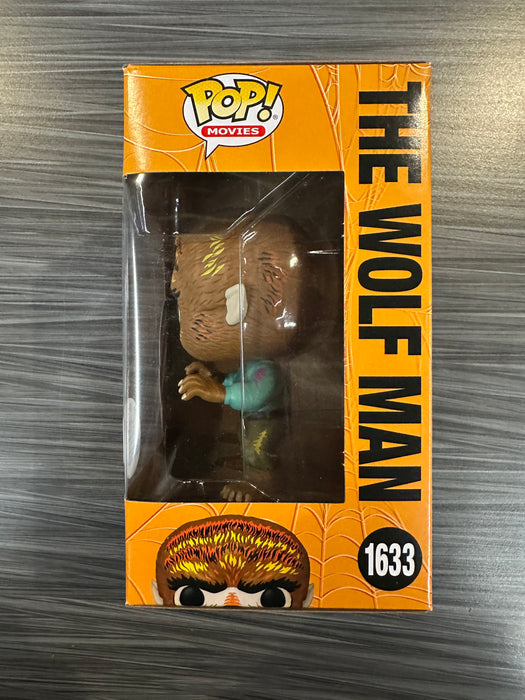 POP!
MOVIES
THE WOLF MAN
1633